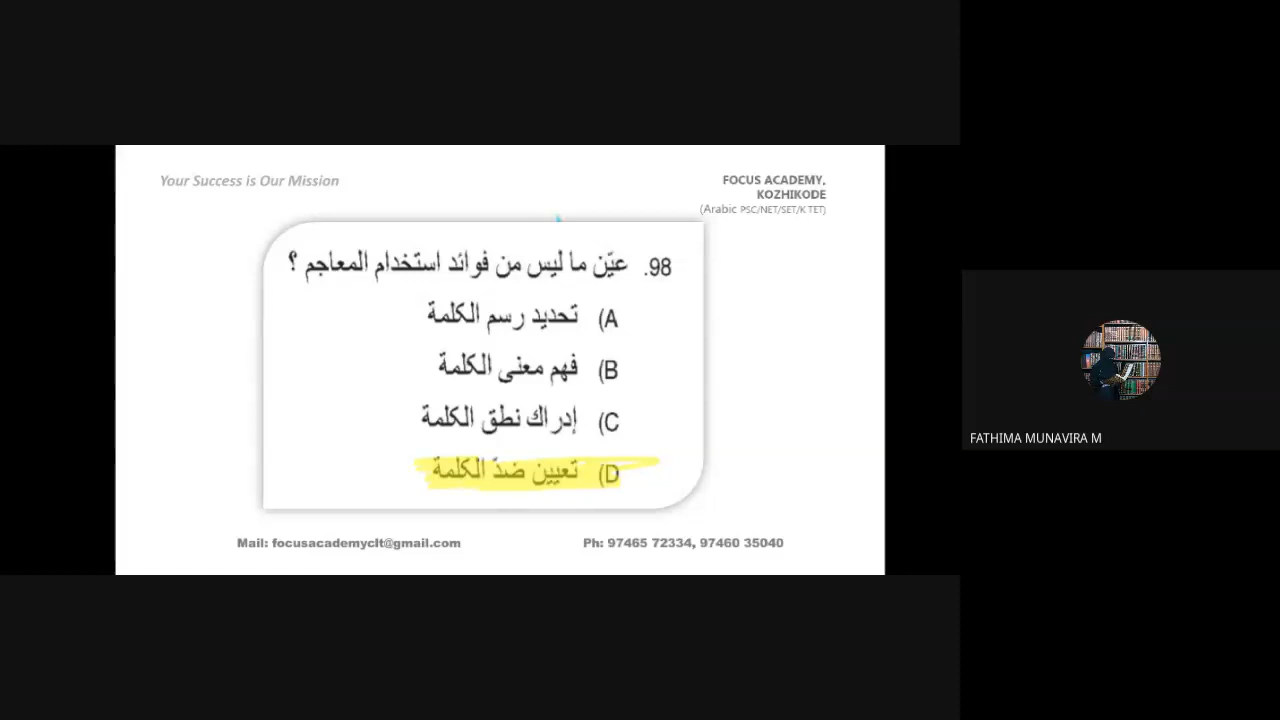 Your Success is Our Mission
FOCUS ACADEMY,
KOZHIKODE
(Arabic PSC/NET/SET/K TET)
98. عيّن ما ليس من فوائد استخدام المعاجم ؟
A) تحديد رسم الكلمة
B) فهم معنى الكلمة
C) إدراك نطق الكلمة
D) تعيين ضدّ الكلمة
Mail: focusacademyclt@gmail.com
Ph: 97465 72334, 97460 35040
FATHIMA MUNAVIRA M